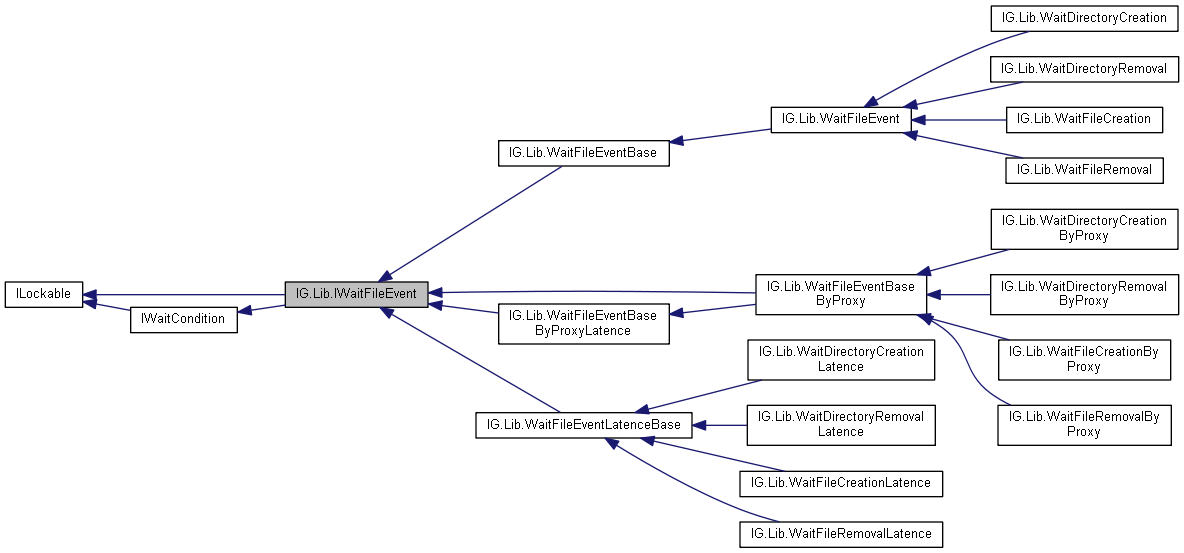 IG.Lib.WaitDirectoryCreation
IG.Lib.WaitDirectoryRemoval
IG.Lib.WaitFileEvent
IG.Lib.WaitFileCreation
IG.Lib.WaitFileEventBase
IG.Lib.WaitFileRemoval
IG.Lib.WaitDirectoryCreation
ByProxy
ILockable
IG.Lib.IWaitFileEvent
IWaitCondition
IG.Lib.WaitFileEventBase
ByProxy
IG.Lib.WaitDirectoryRemoval
ByProxy
IG.Lib.WaitFileEventBase
ByProxyLatence
IG.Lib.WaitFileCreationBy
Proxy
IG.Lib.WaitDirectoryCreation
Latence
IG.Lib.WaitFileRemovalBy
Proxy
IG.Lib.WaitFileEventLatenceBase
IG.Lib.WaitDirectoryRemoval
Latence
IG.Lib.WaitFileCreationLatence
IG.Lib.WaitFileRemovalLatence